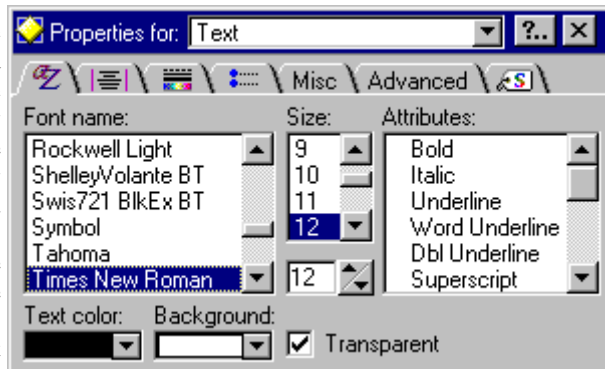 Properties for: Text ?..
aZ Misc Advanced S
Font name: Size: Attributes:
Rockwell Light 9 Bold
ShelleyVolante BT 10 Italic
Swis721 BlkEx BT 11 Underline
Symbol 12 Word Underline
Tahoma Dbl Underline
Times New Roman 12 Superscript
Text color: Background:
Transparent